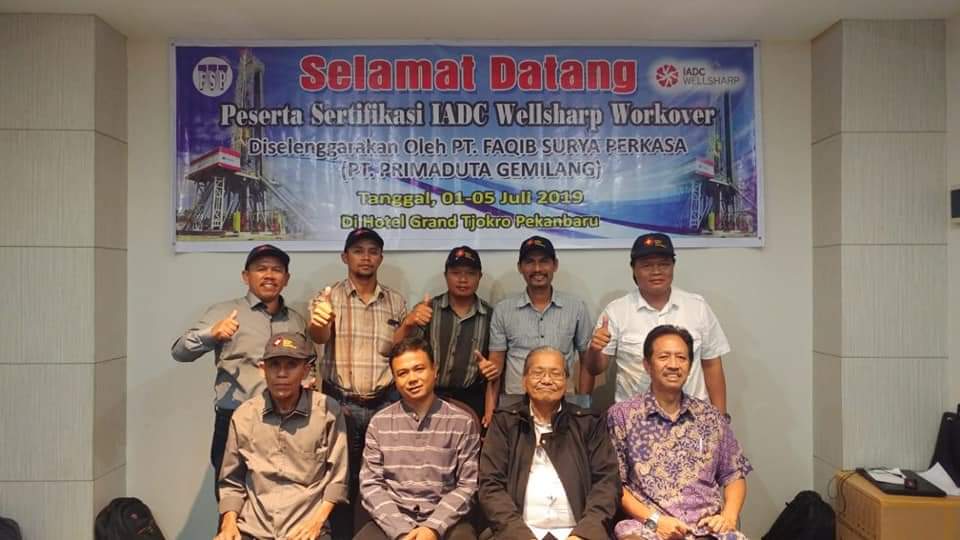 FSP
Selamat Datang
IADC
WELLSHARP
Peserta Sertifikasi IADC Wellsharp Workover
Diselenggarakan Oleh PT. FAQIB SURYA PERKASA
(PT. PRIMADUTA GEMILANG)
Tanggal, 01-05 Juli 2019
Di Hotel Grand Tjokro Pekanbaru